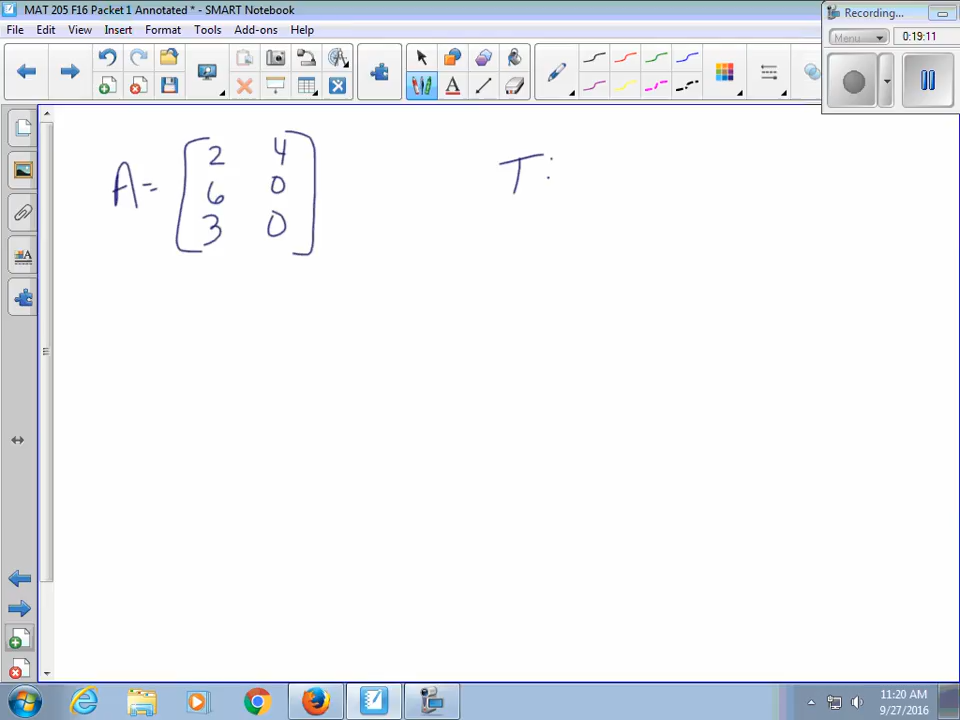 MAT 205 F16 Packet 1 Annotated * - SMART Notebook
Recording...
File Edit View Insert Format Tools Add-ons Help
Menu
0:19:11
A = [2 4
6 0
3 0]
T:
11:20 AM
9/27/2016